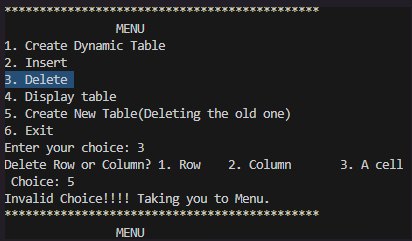 *********************************************
MENU
1. Create Dynamic Table
2. Insert
3. Delete
4. Display table
5. Create New Table(Deleting the old one)
6. Exit
Enter your choice: 3
Delete Row or Column? 1. Row    2. Column       3. A cell
 Choice: 5
Invalid Choice!!!! Taking you to Menu.
*********************************************
MENU